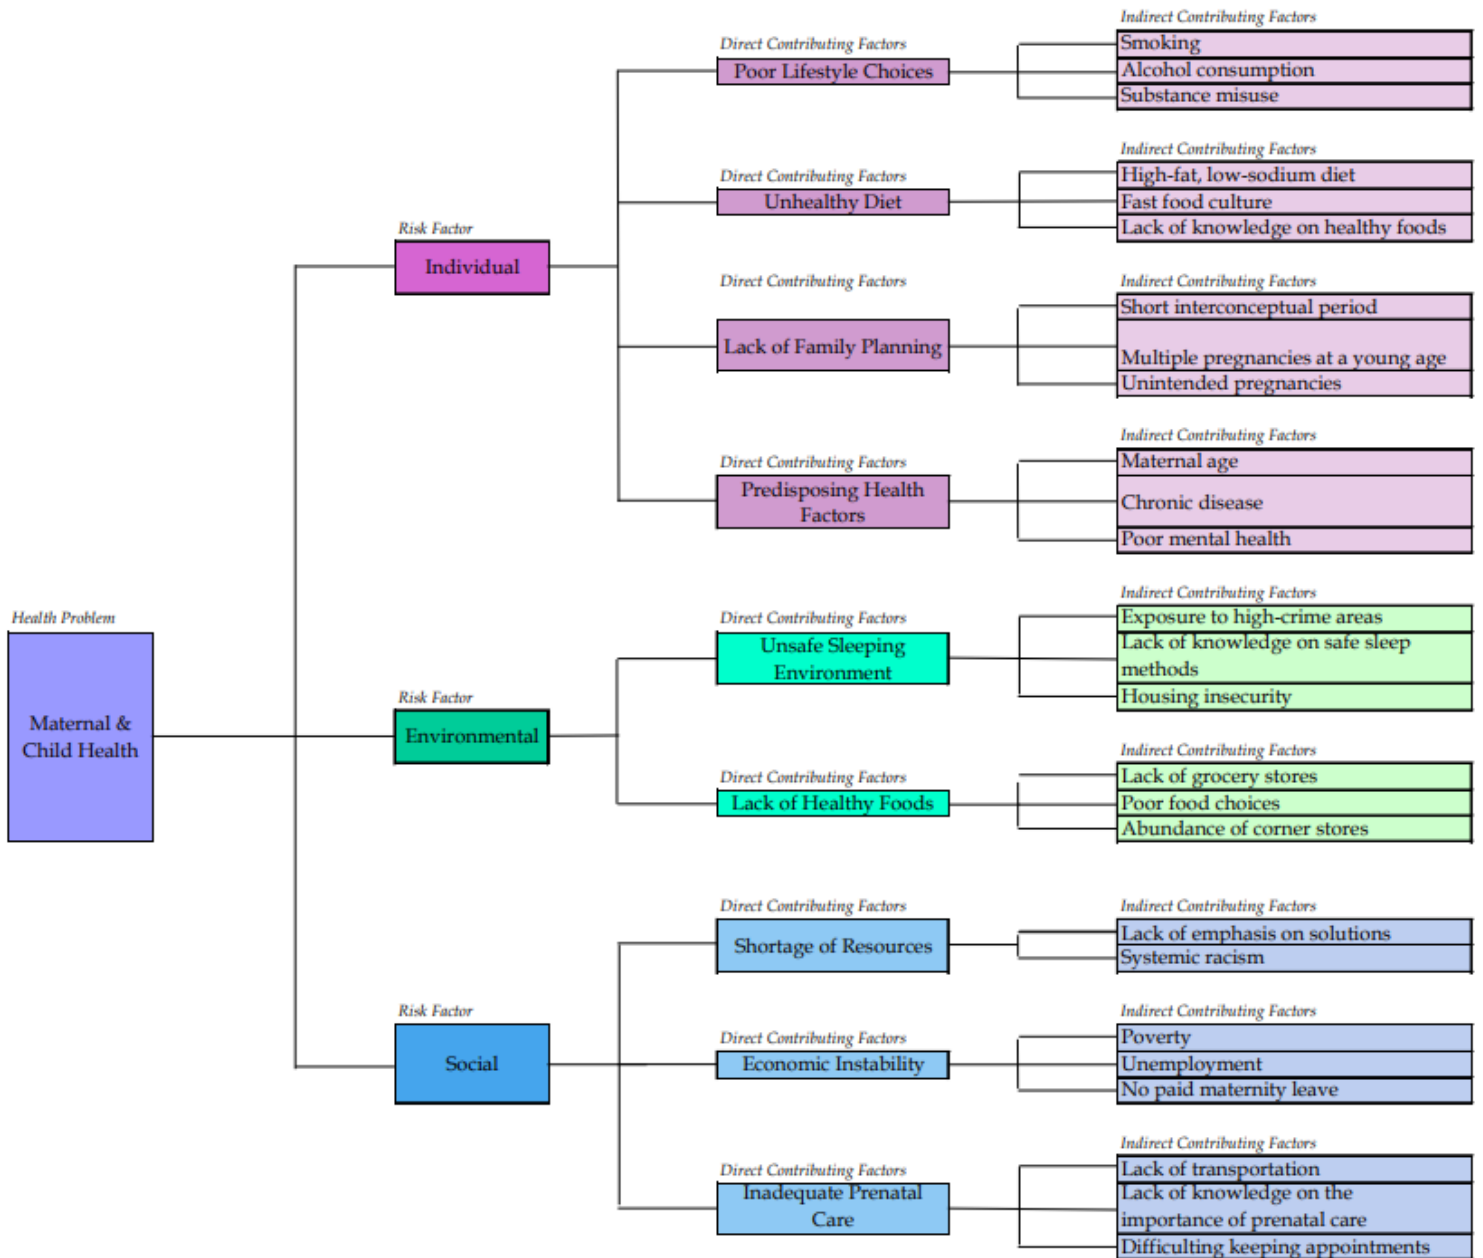 Health Problem
Maternal &
Child Health
Risk Factor
Individual
Direct Contributing Factors
Poor Lifestyle Choices
Indirect Contributing Factors
Smoking
Alcohol consumption
Substance misuse
Direct Contributing Factors
Unhealthy Diet
Indirect Contributing Factors
High-fat, low-sodium diet
Fast food culture
Lack of knowledge on healthy foods
Direct Contributing Factors
Lack of Family Planning
Indirect Contributing Factors
Short interconceptual period
Multiple pregnancies at a young age
Unintended pregnancies
Direct Contributing Factors
Predisposing Health
Factors
Indirect Contributing Factors
Maternal age
Chronic disease
Poor mental health
Risk Factor
Environmental
Direct Contributing Factors
Unsafe Sleeping
Environment
Indirect Contributing Factors
Exposure to high-crime areas
Lack of knowledge on safe sleep
methods
Housing insecurity
Direct Contributing Factors
Lack of Healthy Foods
Indirect Contributing Factors
Lack of grocery stores
Poor food choices
Abundance of corner stores
Risk Factor
Social
Direct Contributing Factors
Shortage of Resources
Indirect Contributing Factors
Lack of emphasis on solutions
Systemic racism
Direct Contributing Factors
Economic Instability
Indirect Contributing Factors
Poverty
Unemployment
No paid maternity leave
Direct Contributing Factors
Inadequate Prenatal
Care
Indirect Contributing Factors
Lack of transportation
Lack of knowledge on the
importance of prenatal care
Difficulting keeping appointments